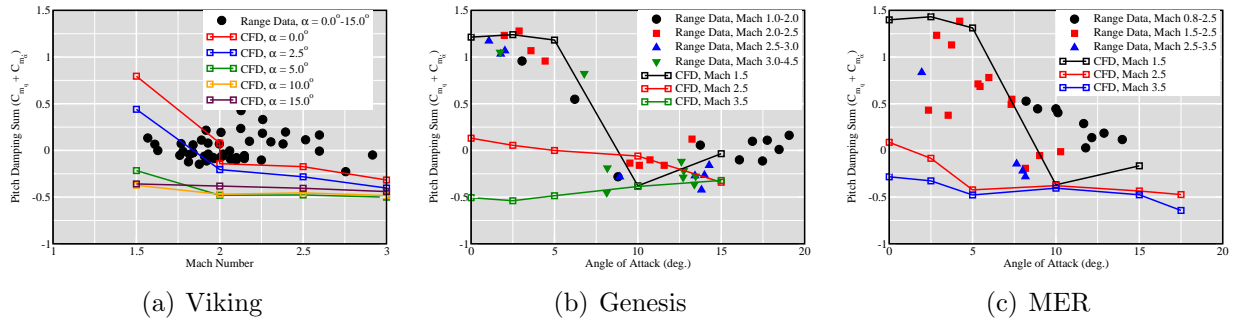 Pitch Damping Sum (C_mq + C_mα̇)
1.5
1
0.5
0
-0.5
-1
1
1.5
2
2.5
3
Mach Number
Range Data, α = 0.0°-15.0°
CFD, α = 0.0°
CFD, α = 2.5°
CFD, α = 5.0°
CFD, α = 10.0°
CFD, α = 15.0°
(a) Viking
Pitch Damping Sum (C_mq + C_mα̇)
1.5
1
0.5
0
-0.5
-1
0
5
10
15
20
Angle of Attack (deg.)
Range Data, Mach 1.0-2.0
Range Data, Mach 2.0-2.5
Range Data, Mach 2.5-3.0
Range Data, Mach 3.0-4.5
CFD, Mach 1.5
CFD, Mach 2.5
CFD, Mach 3.5
(b) Genesis
Pitch Damping Sum (C_mq + C_mα̇)
1.5
1
0.5
0
-0.5
-1
0
5
10
15
20
Angle of Attack (deg.)
Range Data, Mach 0.8-2.5
Range Data, Mach 1.5-2.5
Range Data, Mach 2.5-3.5
CFD, Mach 1.5
CFD, Mach 2.5
CFD, Mach 3.5
(c) MER